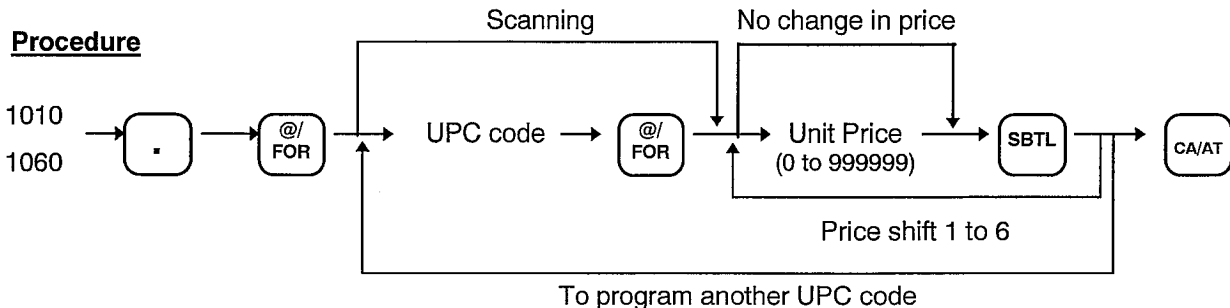 Scanning
No change in price
Procedure
1010
1060
.
@/
FOR
UPC code
@/
FOR
Unit Price
(0 to 999999)
SBTL
CA/AT
Price shift 1 to 6
To program another UPC code